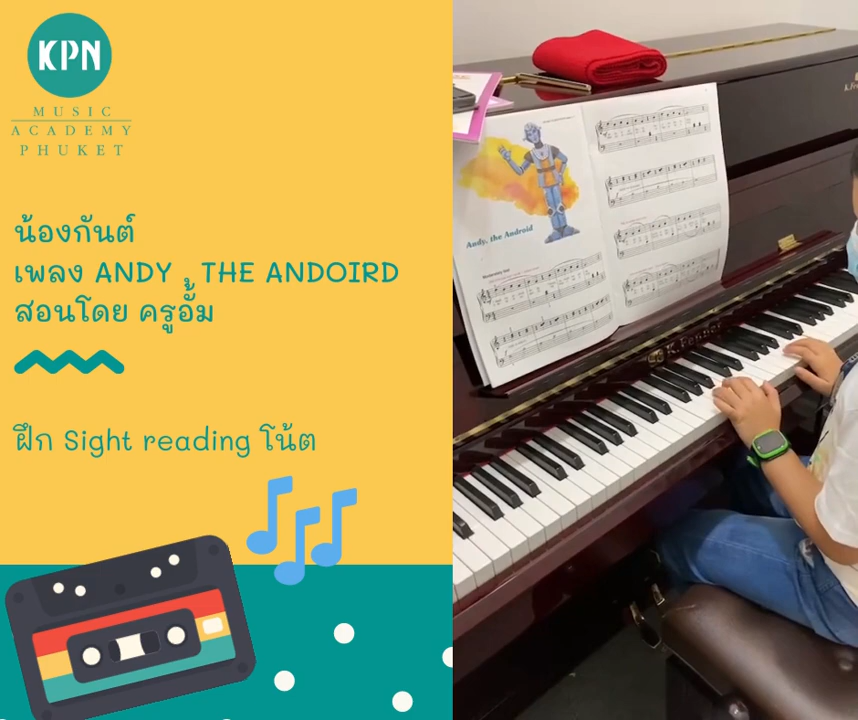 KPN
MUSIC
ACADEMY
PHUKET
น้องกันต์
เพลง ANDY , THE ANDOIRD
สอนโดย ครูอั้ม
ฝึก Sight reading โน้ต
Andy, the Android
K.Fender